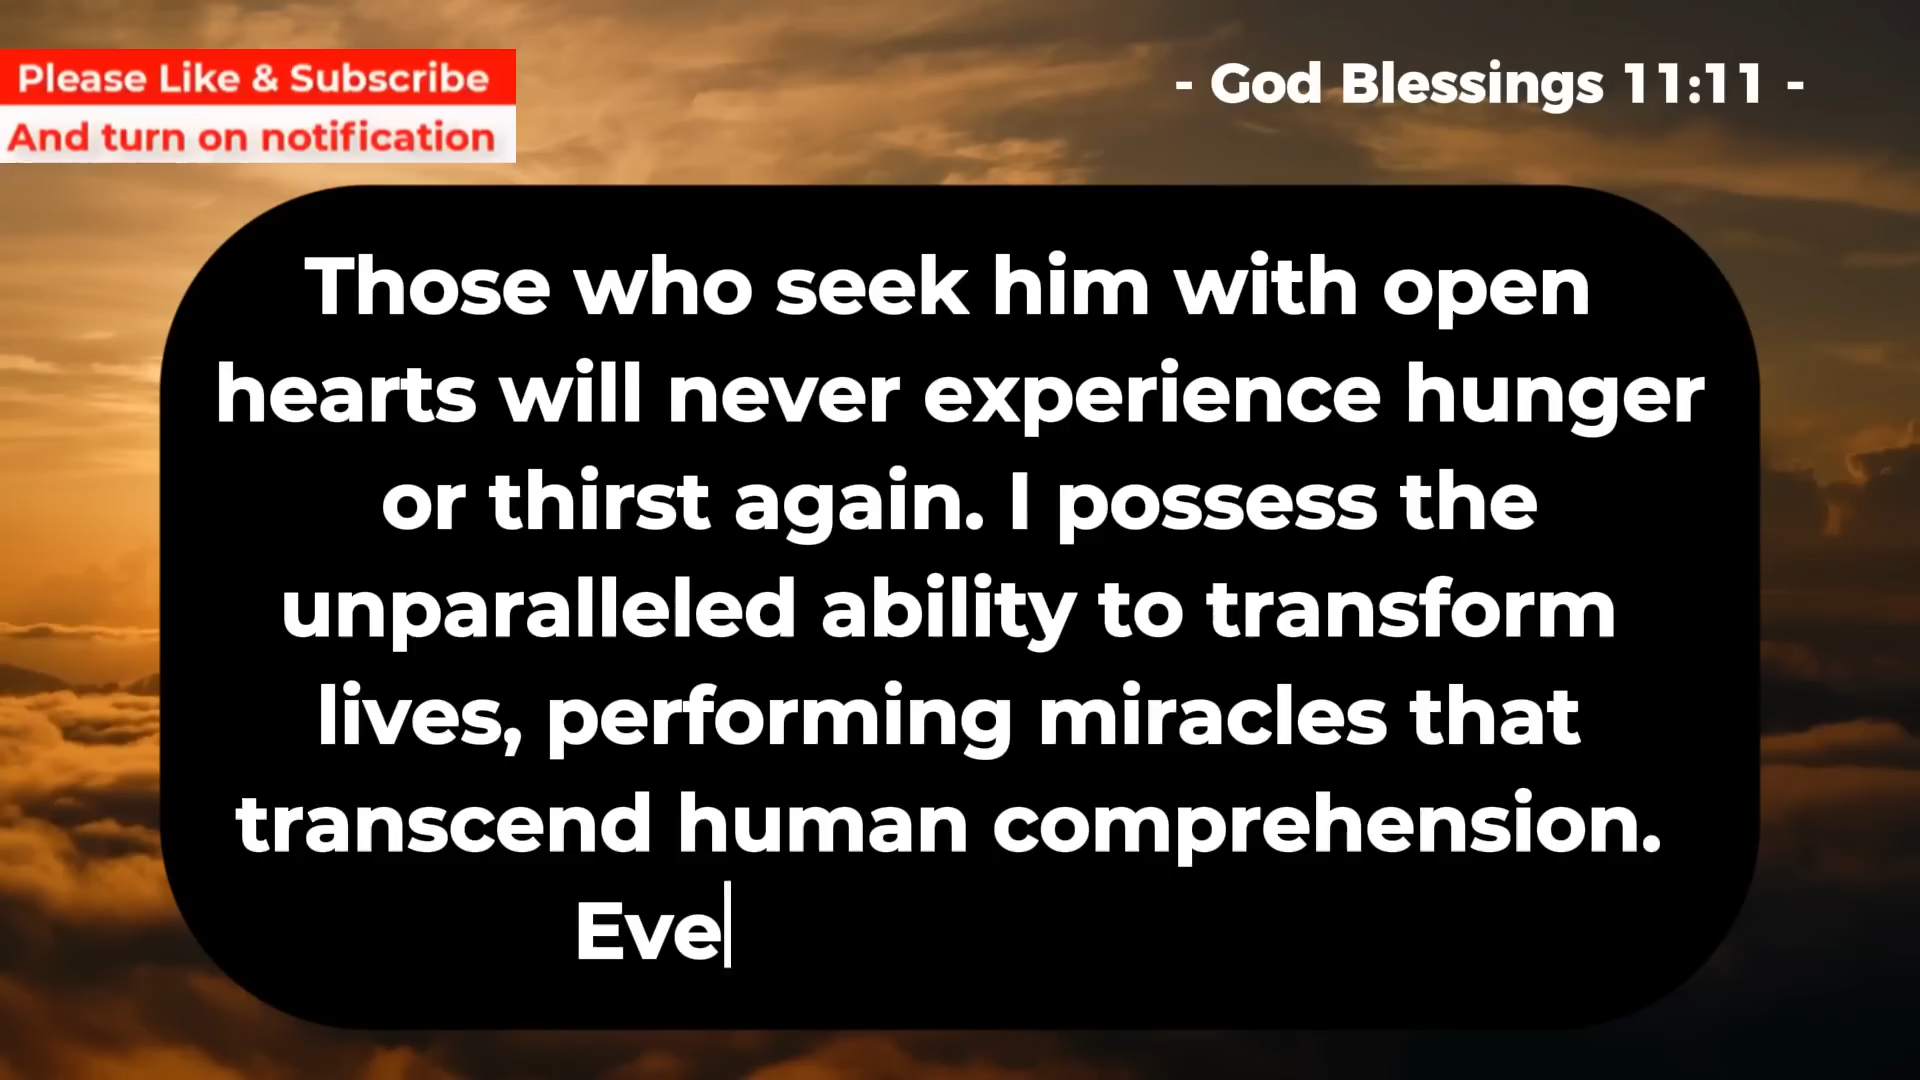 Please Like & Subscribe
And turn on notification
- God Blessings 11:11 -
Those who seek him with open
hearts will never experience hunger
or thirst again. I possess the
unparalleled ability to transform
lives, performing miracles that
transcend human comprehension.
Eve